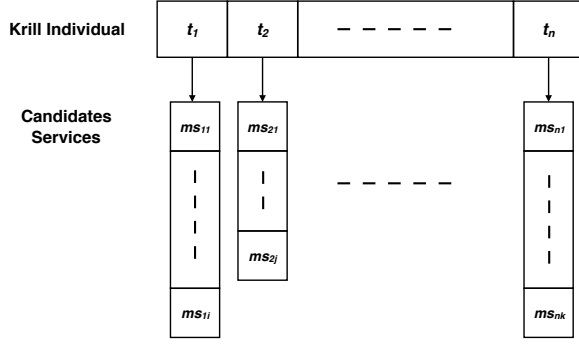 Krill Individual
t1 t2 tn
Candidates
Services
ms11 ms21 msn1
ms2j
ms1i msnk